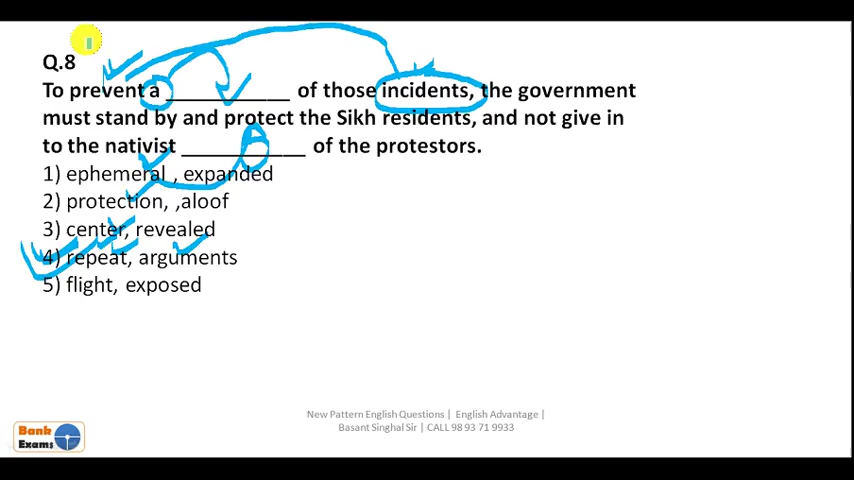 Q.8
To prevent a __________ of those incidents, the government
must stand by and protect the Sikh residents, and not give in
to the nativist __________ of the protestors.
1) ephemeral , expanded
2) protection, ,aloof
3) center, revealed
4) repeat, arguments
5) flight, exposed
New Pattern English Questions | English Advantage |
Basant Singhal Sir | CALL 98 93 71 9933
Bank
Exams